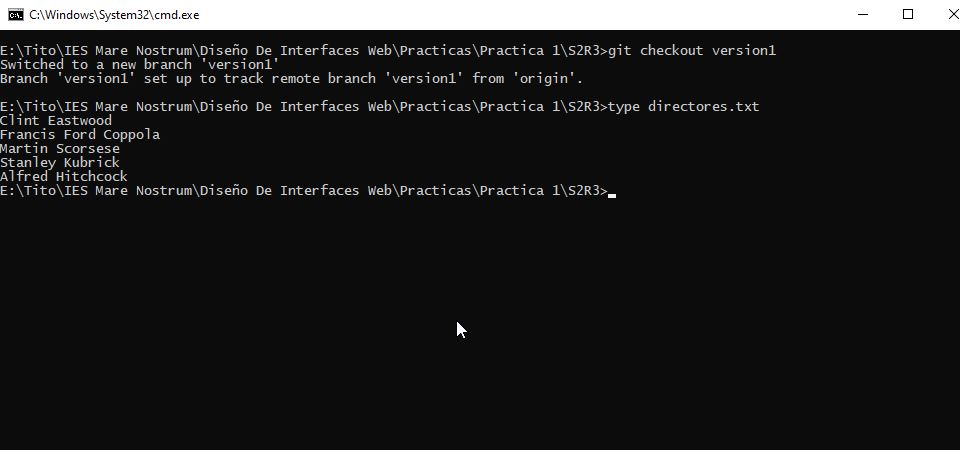 C:\Windows\System32\cmd.exe
E:\Tito\IES Mare Nostrum\Diseño De Interfaces Web\Practicas\Practica 1\S2R3>git checkout version1
Switched to a new branch 'version1'
Branch 'version1' set up to track remote branch 'version1' from 'origin'.
E:\Tito\IES Mare Nostrum\Diseño De Interfaces Web\Practicas\Practica 1\S2R3>type directores.txt
Clint Eastwood
Francis Ford Coppola
Martin Scorsese
Stanley Kubrick
Alfred Hitchcock
E:\Tito\IES Mare Nostrum\Diseño De Interfaces Web\Practicas\Practica 1\S2R3>